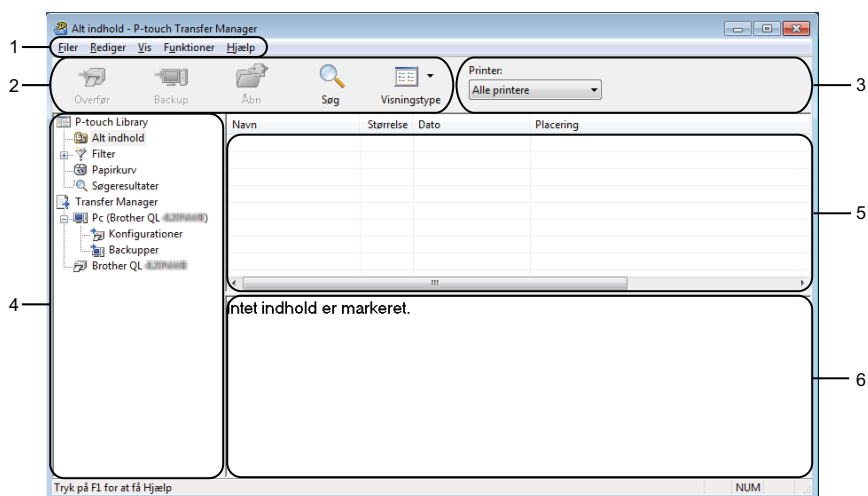 Alt indhold - P-touch Transfer Manager
1
Filer Rediger Vis Funktioner Hjælp
2
Overfør Backup Åbn Søg Visningstype
Printer:
Alle printere
3
P-touch Library
Alt indhold
Filter
Papirkurv
Søgeresultater
Transfer Manager
Pc (Brother QL- )
Konfigurationer
Backupper
Brother QL-
4
Navn Størrelse Dato Placering
5
Intet indhold er markeret.
6
Tryk på F1 for at få Hjælp
NUM